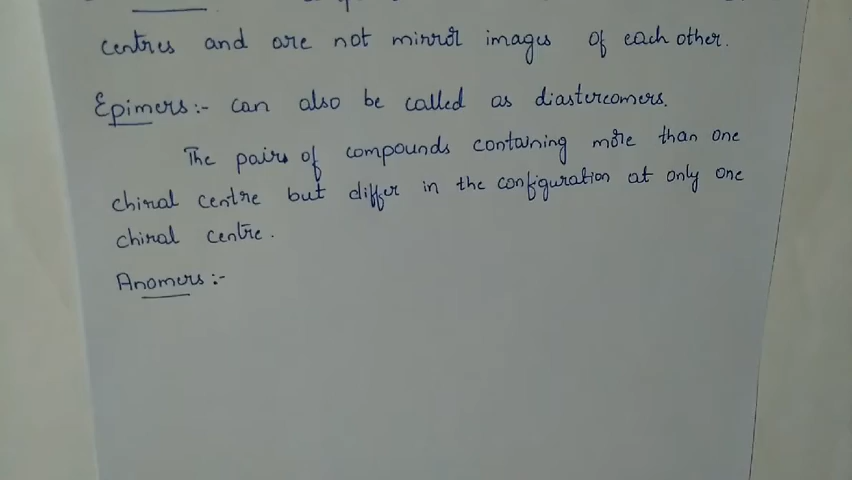 centres and are not mirror images of each other.
Epimers:- can also be called as diastereomers.
The pairs of compounds containing more than one
chiral centre but differ in the configuration at only one
chiral centre.
Anomers:-